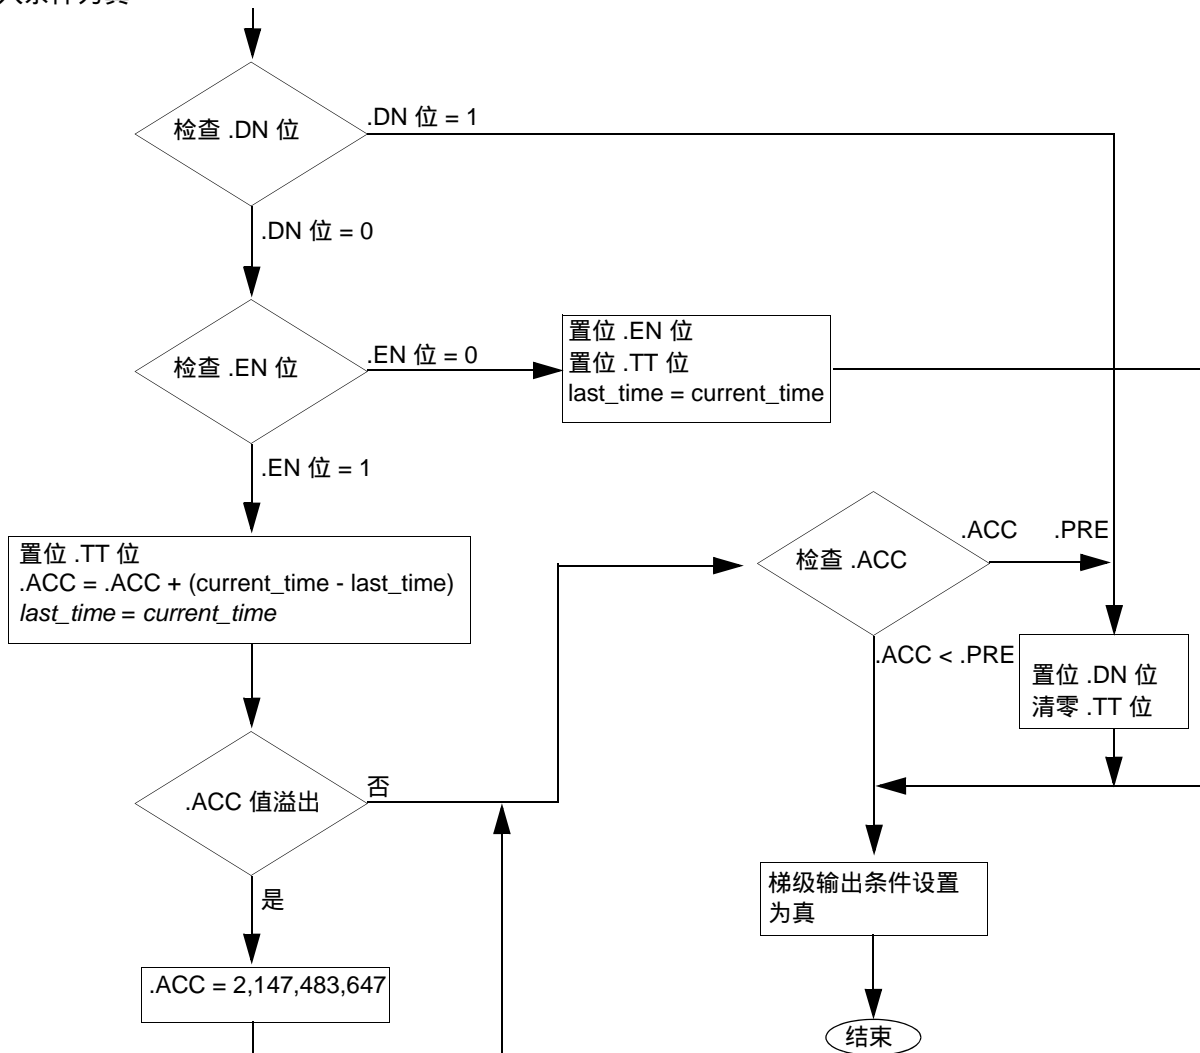 检查 .DN 位
.DN 位 = 1
.DN 位 = 0
检查 .EN 位
.EN 位 = 0
置位 .EN 位
置位 .TT 位
last_time = current_time
.EN 位 = 1
置位 .TT 位
.ACC = .ACC + (current_time - last_time)
last_time = current_time
检查 .ACC
.ACC .PRE
.ACC < .PRE
置位 .DN 位
清零 .TT 位
.ACC 值溢出
否
是
.ACC = 2,147,483,647
梯级输出条件设置
为真
结束